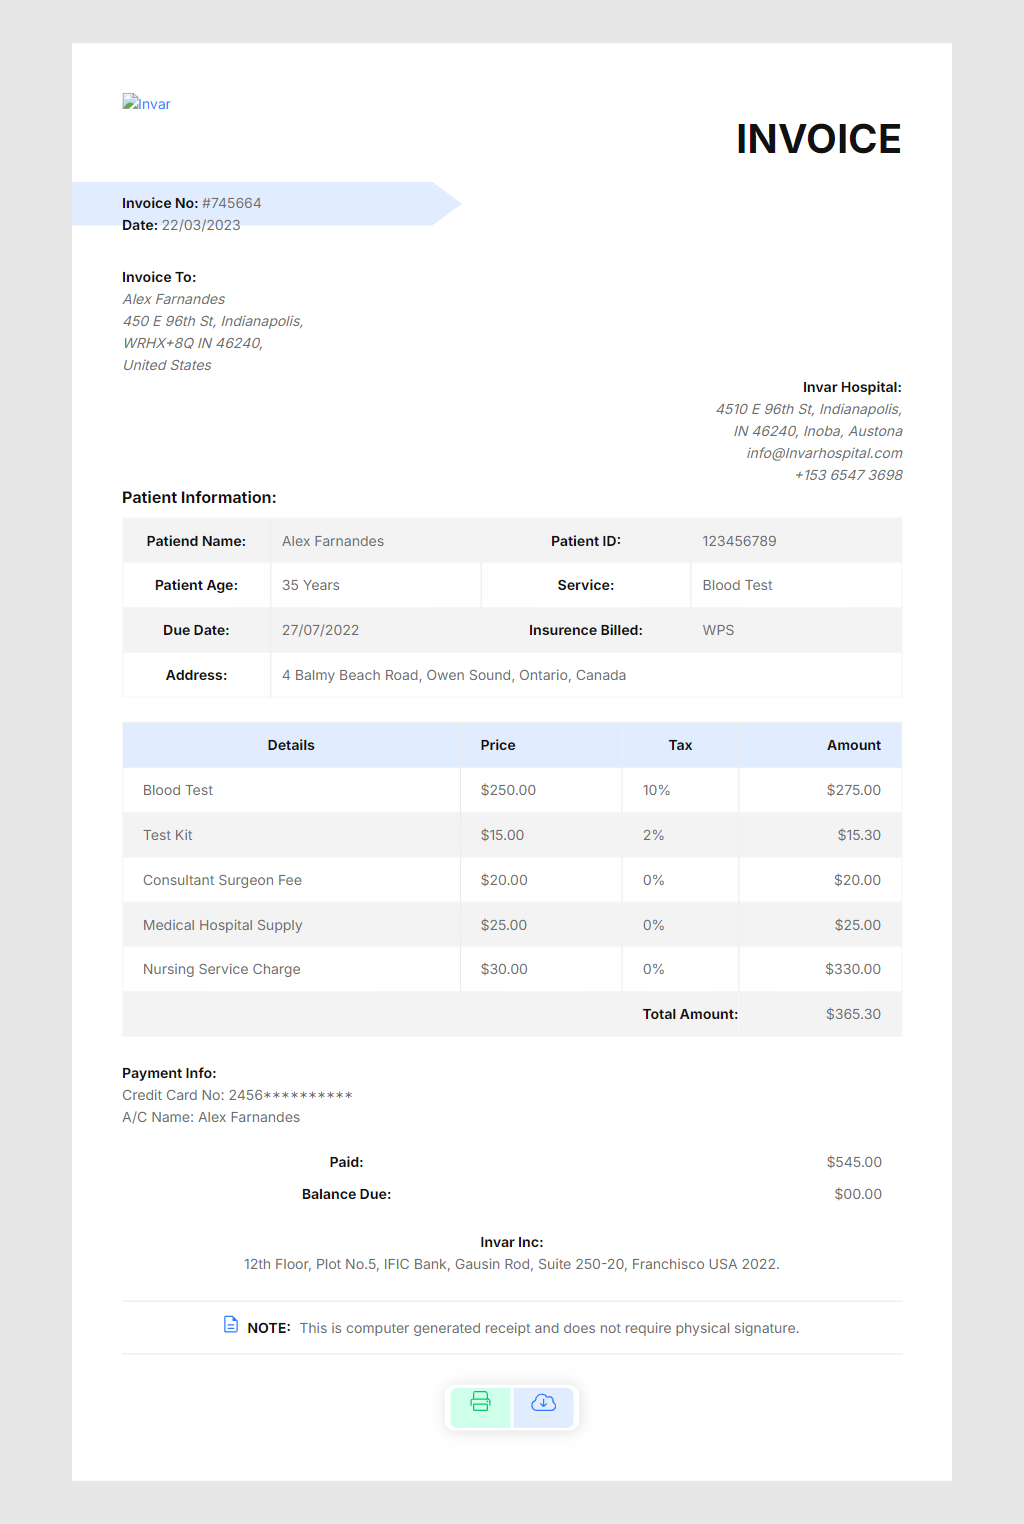 Invar
INVOICE
Invoice No: #745664
Date: 22/03/2023
Invoice To:
Alex Farnandes
450 E 96th St, Indianapolis,
WRHX+8Q IN 46240,
United States
Invar Hospital:
4510 E 96th St, Indianapolis,
IN 46240, Inoba, Austona
info@Invarhospital.com
+153 6547 3698
Patient Information:
Patiend Name: Alex Farnandes Patient ID: 123456789
Patient Age: 35 Years Service: Blood Test
Due Date: 27/07/2022 Insurence Billed: WPS
Address: 4 Balmy Beach Road, Owen Sound, Ontario, Canada
Details Price Tax Amount
Blood Test $250.00 10% $275.00
Test Kit $15.00 2% $15.30
Consultant Surgeon Fee $20.00 0% $20.00
Medical Hospital Supply $25.00 0% $25.00
Nursing Service Charge $30.00 0% $330.00
Total Amount: $365.30
Payment Info:
Credit Card No: 2456**********
A/C Name: Alex Farnandes
Paid: $545.00
Balance Due: $00.00
Invar Inc:
12th Floor, Plot No.5, IFIC Bank, Gausin Rod, Suite 250-20, Franchisco USA 2022.
NOTE: This is computer generated receipt and does not require physical signature.